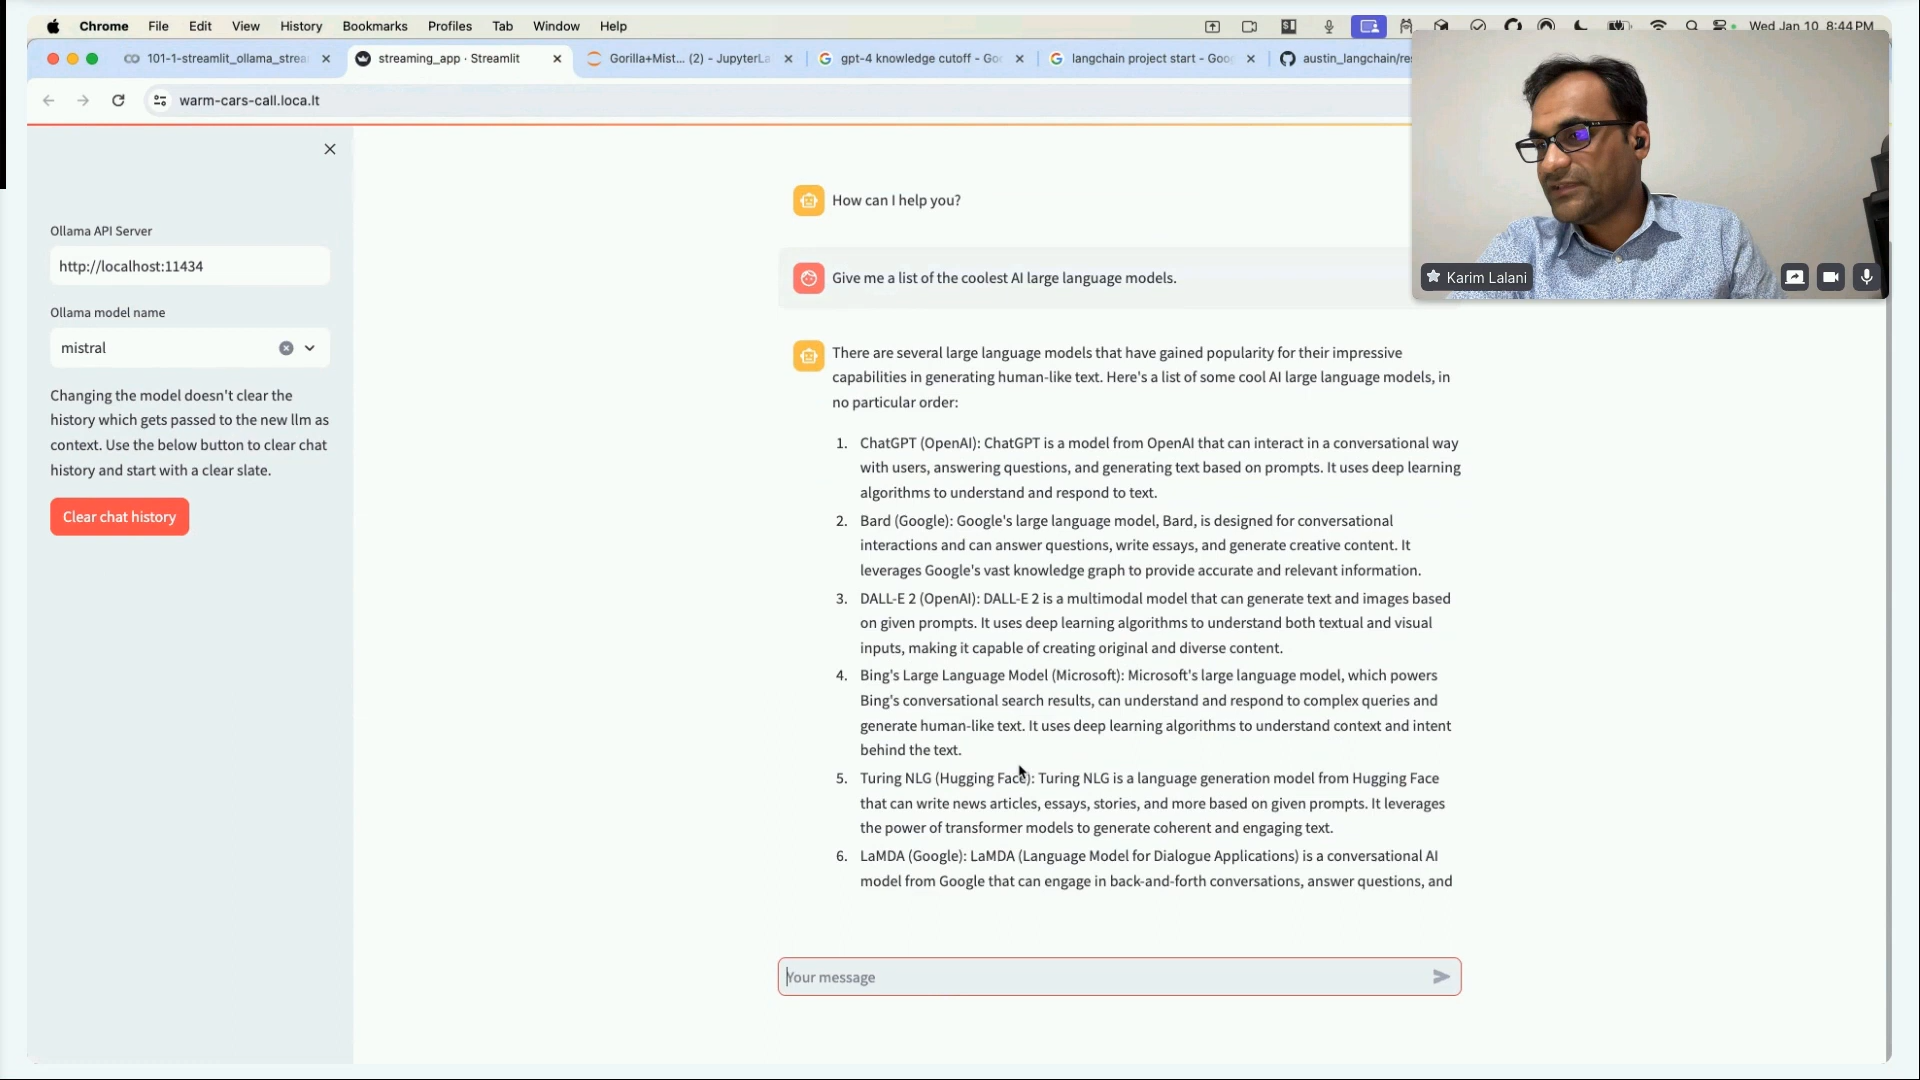 Chrome File Edit View History Bookmarks Profiles Tab Window Help
Wed Jan 10 8:44 PM
101-1-streamlit_ollama_strea
streaming_app · Streamlit
Gorilla+Mist... (2) - JupyterLa
gpt-4 knowledge cutoff - Goo
langchain project start - Goog
austin_langchain/res
warm-cars-call.loca.lt
Karim Lalani
Ollama API Server
http://localhost:11434
Ollama model name
mistral
Changing the model doesn't clear the
history which gets passed to the new llm as
context. Use the below button to clear chat
history and start with a clear slate.
Clear chat history
How can I help you?
Give me a list of the coolest AI large language models.
There are several large language models that have gained popularity for their impressive
capabilities in generating human-like text. Here's a list of some cool AI large language models, in
no particular order:
1. ChatGPT (OpenAI): ChatGPT is a model from OpenAI that can interact in a conversational way
with users, answering questions, and generating text based on prompts. It uses deep learning
algorithms to understand and respond to text.
2. Bard (Google): Google's large language model, Bard, is designed for conversational
interactions and can answer questions, write essays, and generate creative content. It
leverages Google's vast knowledge graph to provide accurate and relevant information.
3. DALL-E 2 (OpenAI): DALL-E 2 is a multimodal model that can generate text and images based
on given prompts. It uses deep learning algorithms to understand both textual and visual
inputs, making it capable of creating original and diverse content.
4. Bing's Large Language Model (Microsoft): Microsoft's large language model, which powers
Bing's conversational search results, can understand and respond to complex queries and
generate human-like text. It uses deep learning algorithms to understand context and intent
behind the text.
5. Turing NLG (Hugging Face): Turing NLG is a language generation model from Hugging Face
that can write news articles, essays, stories, and more based on given prompts. It leverages
the power of transformer models to generate coherent and engaging text.
6. LaMDA (Google): LaMDA (Language Model for Dialogue Applications) is a conversational AI
model from Google that can engage in back-and-forth conversations, answer questions, and
Your message